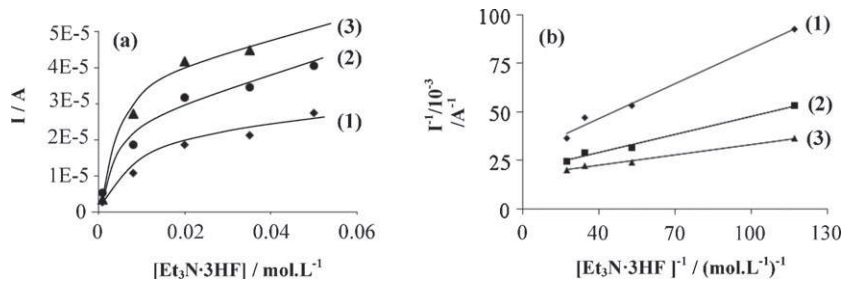 (a)
I / A
5E-5
4E-5
3E-5
2E-5
1E-5
0
0 0.02 0.04 0.06
(3)
(2)
(1)
[Et₃N·3HF] / mol.L⁻¹
(b)
I⁻¹/10⁻³
/A⁻¹
100
75
50
25
0
10 40 70 100 130
(1)
(2)
(3)
[Et₃N·3HF ]⁻¹ / (mol.L⁻¹)⁻¹